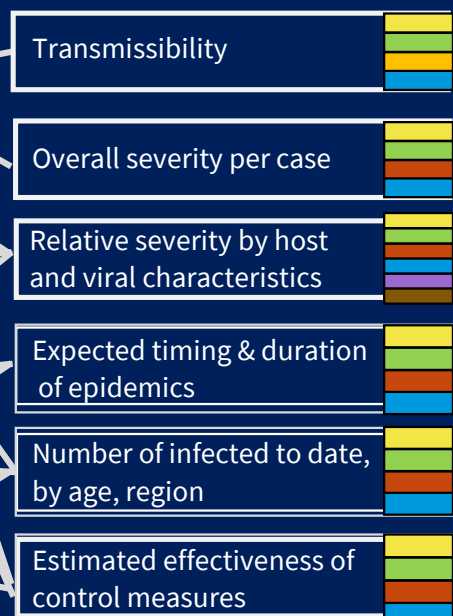 Transmissibility
Overall severity per case
Relative severity by host
and viral characteristics
Expected timing & duration
of epidemics
Number of infected to date,
by age, region
Estimated effectiveness of
control measures